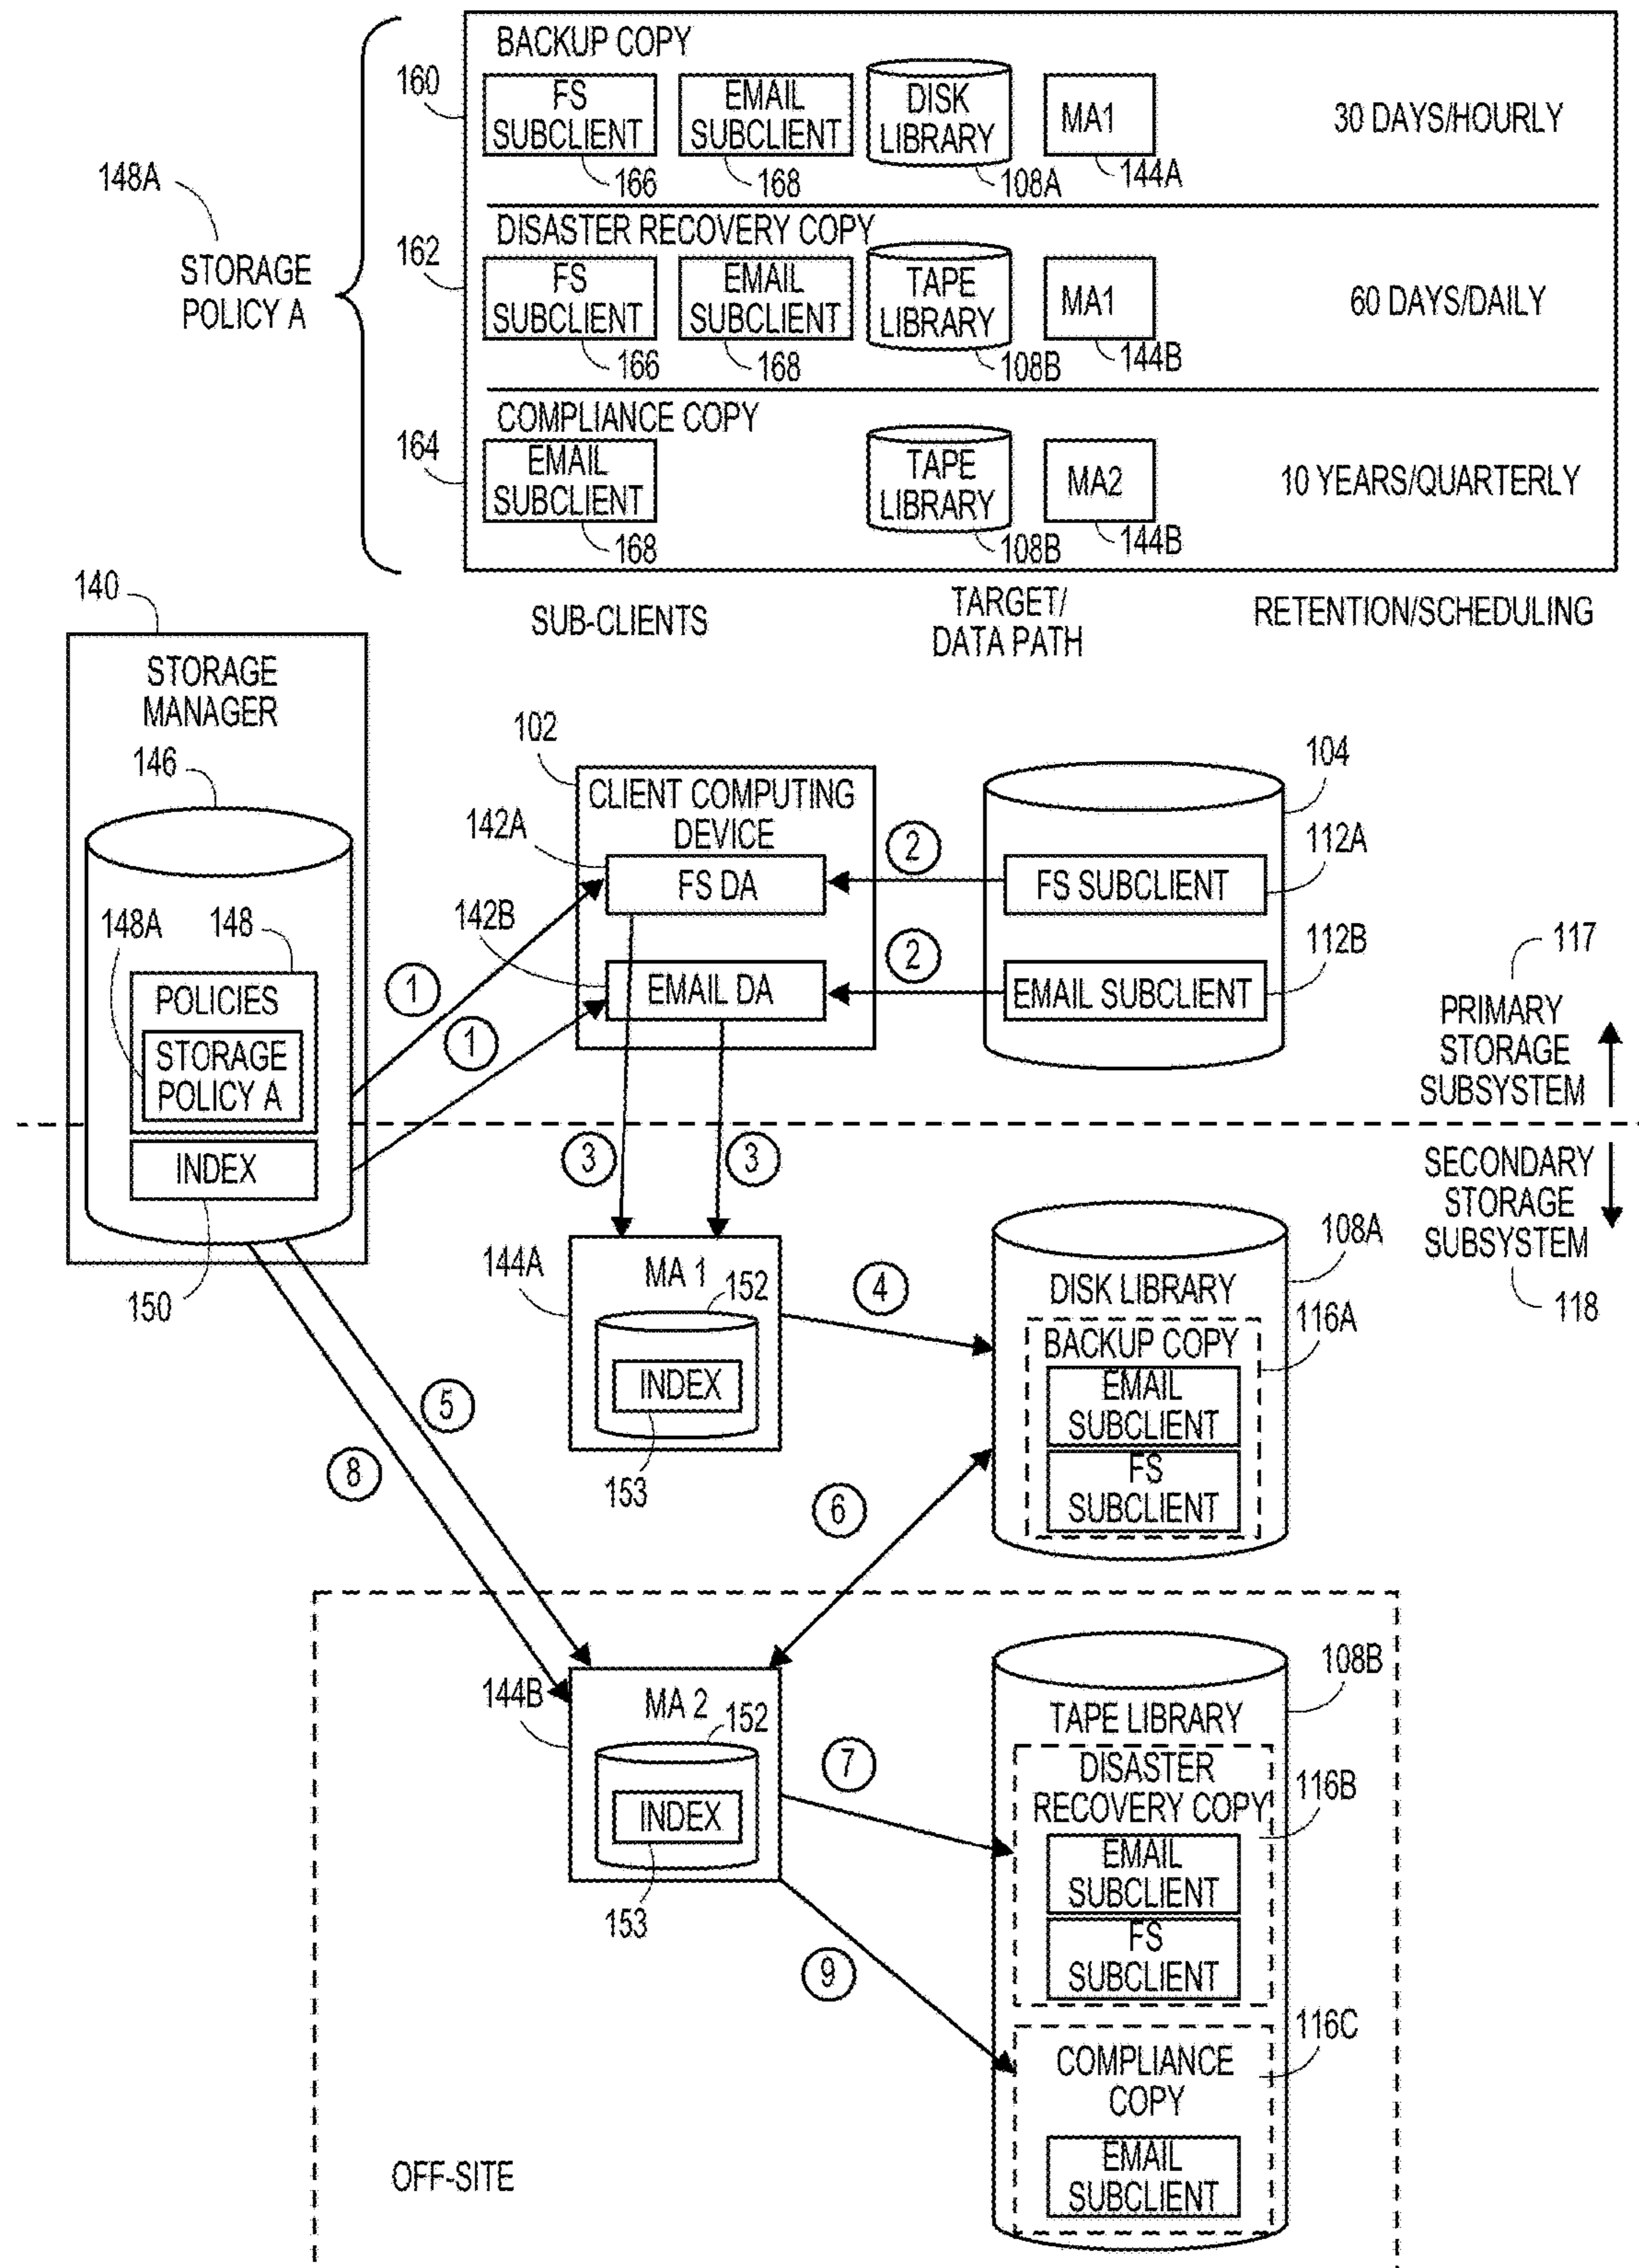 BACKUP COPY
160
FS
SUBCLIENT
166
EMAIL
SUBCLIENT
168
DISK
LIBRARY
108A
MA1
144A
30 DAYS/HOURLY
148A
STORAGE
POLICY A
DISASTER RECOVERY COPY
162
FS
SUBCLIENT
166
EMAIL
SUBCLIENT
168
TAPE
LIBRARY
108B
MA1
144B
60 DAYS/DAILY
COMPLIANCE COPY
164
EMAIL
SUBCLIENT
168
TAPE
LIBRARY
108B
MA2
144B
10 YEARS/QUARTERLY
SUB-CLIENTS
TARGET/
DATA PATH
RETENTION/SCHEDULING
140
STORAGE
MANAGER
146
148A
148
POLICIES
STORAGE
POLICY A
INDEX
150
1
1
102
CLIENT COMPUTING
DEVICE
142A
FS DA
142B
EMAIL DA
2
2
104
FS SUBCLIENT
112A
EMAIL SUBCLIENT
112B
117
PRIMARY
STORAGE
SUBSYSTEM
SECONDARY
STORAGE
SUBSYSTEM
118
3
3
144A
MA 1
152
INDEX
153
4
108A
DISK LIBRARY
116A
BACKUP COPY
EMAIL
SUBCLIENT
FS
SUBCLIENT
5
8
6
144B
MA 2
152
INDEX
153
7
9
108B
TAPE LIBRARY
DISASTER
RECOVERY COPY
116B
EMAIL
SUBCLIENT
FS
SUBCLIENT
116C
COMPLIANCE
COPY
EMAIL
SUBCLIENT
OFF-SITE